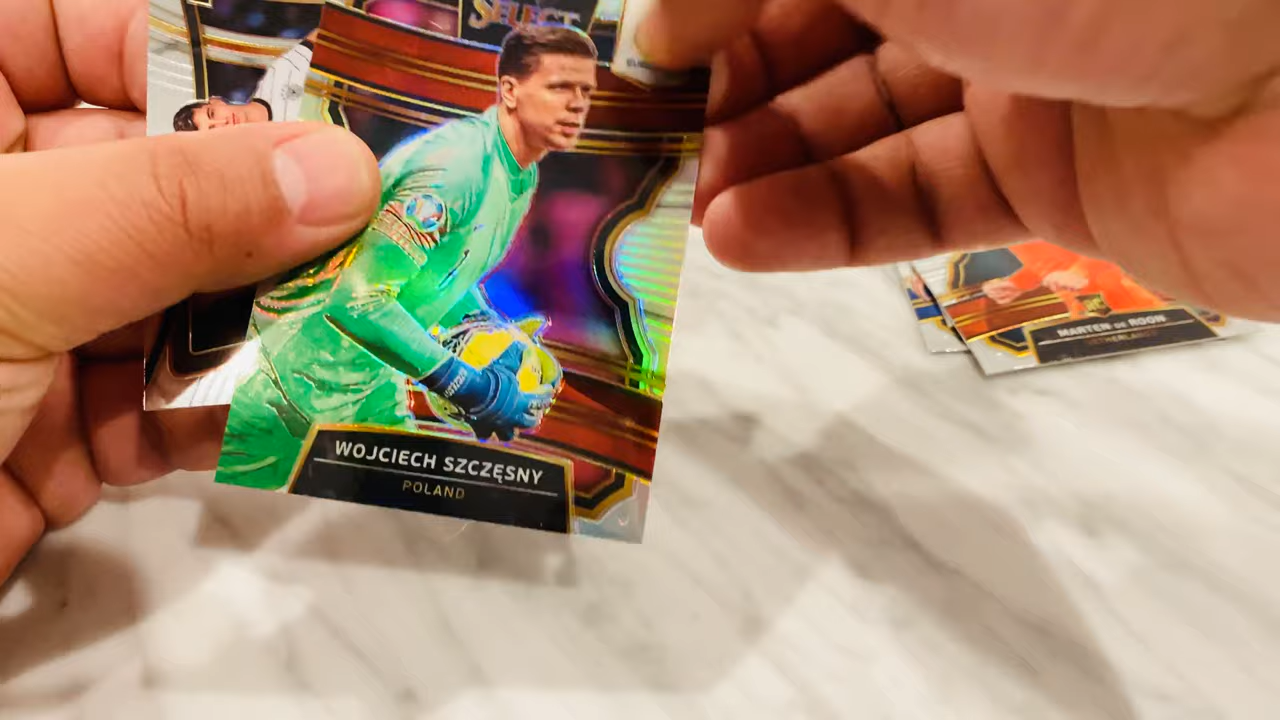 SELECT
WOJCIECH SZCZĘSNY
POLAND
MARTEN DE ROON
NETHERLANDS